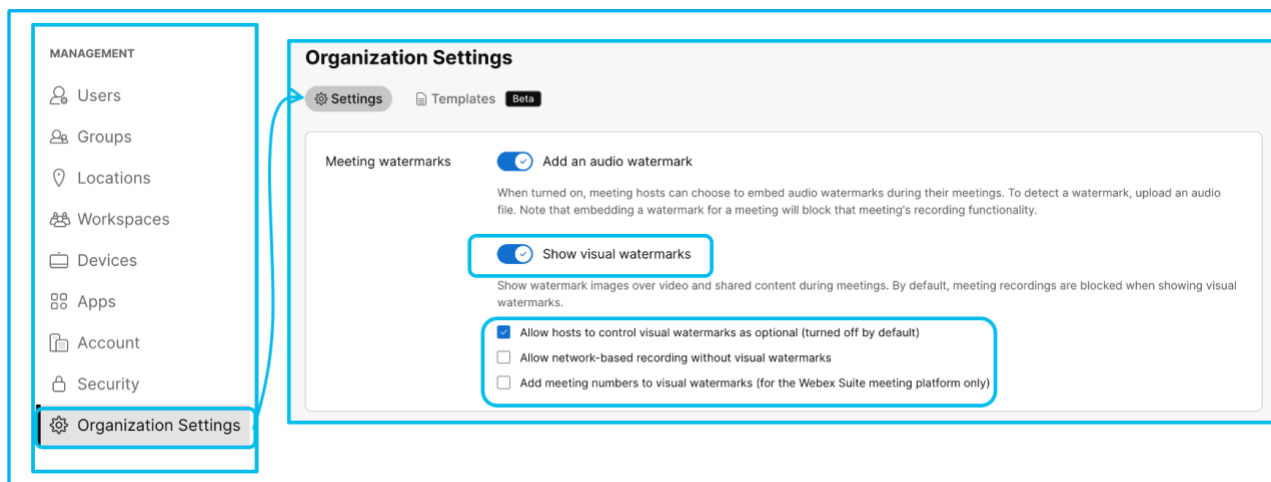 MANAGEMENT
Users
Groups
Locations
Workspaces
Devices
Apps
Account
Security
Organization Settings
Organization Settings
Settings
Templates Beta
Meeting watermarks
Add an audio watermark
When turned on, meeting hosts can choose to embed audio watermarks during their meetings. To detect a watermark, upload an audio
file. Note that embedding a watermark for a meeting will block that meeting's recording functionality.
Show visual watermarks
Show watermark images over video and shared content during meetings. By default, meeting recordings are blocked when showing visual
watermarks.
Allow hosts to control visual watermarks as optional (turned off by default)
Allow network-based recording without visual watermarks
Add meeting numbers to visual watermarks (for the Webex Suite meeting platform only)